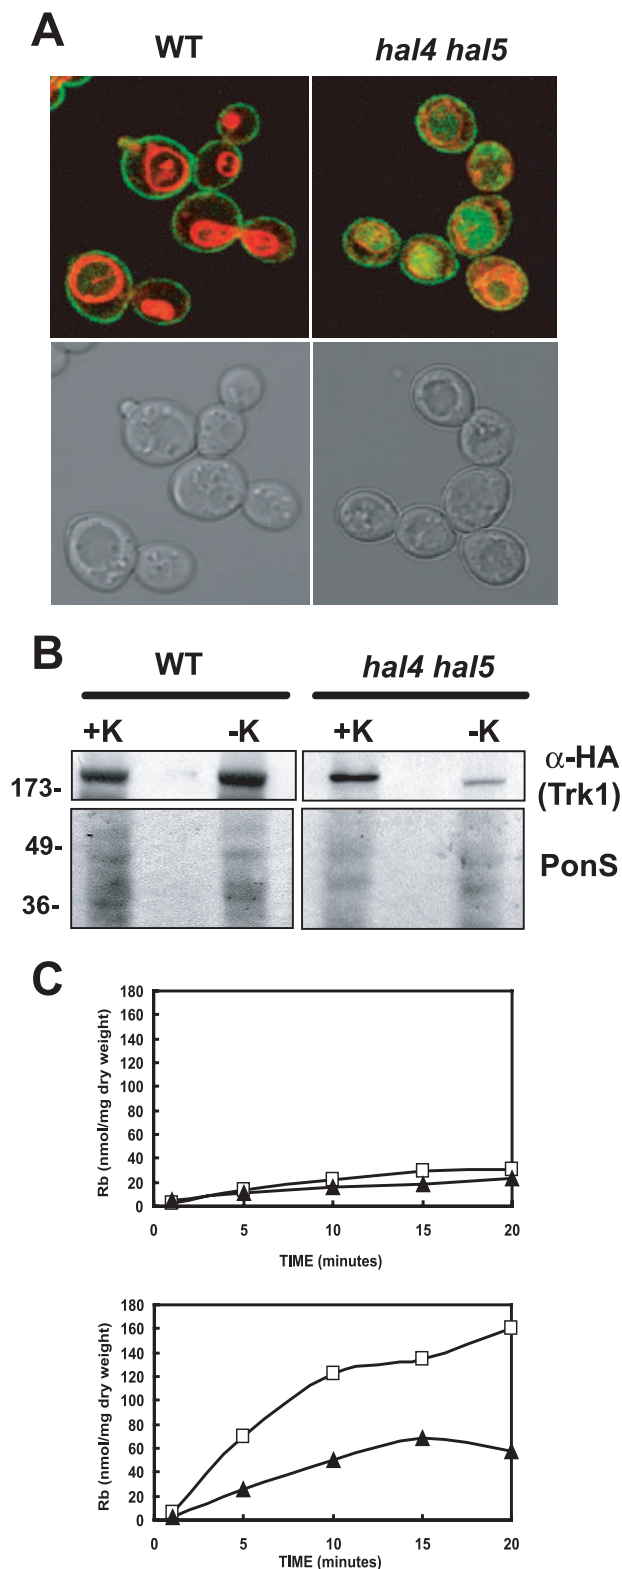 A
WT
hal4 hal5
B
WT
hal4 hal5
+K
-K
+K
-K
173-
α-HA
(Trk1)
49-
36-
PonS
C
Rb (nmol/mg dry weight)
180
160
140
120
100
80
60
40
20
0
0 5 10 15 20
TIME (minutes)
Rb (nmol/mg dry weight)
180
160
140
120
100
80
60
40
20
0
0 5 10 15 20
TIME (minutes)